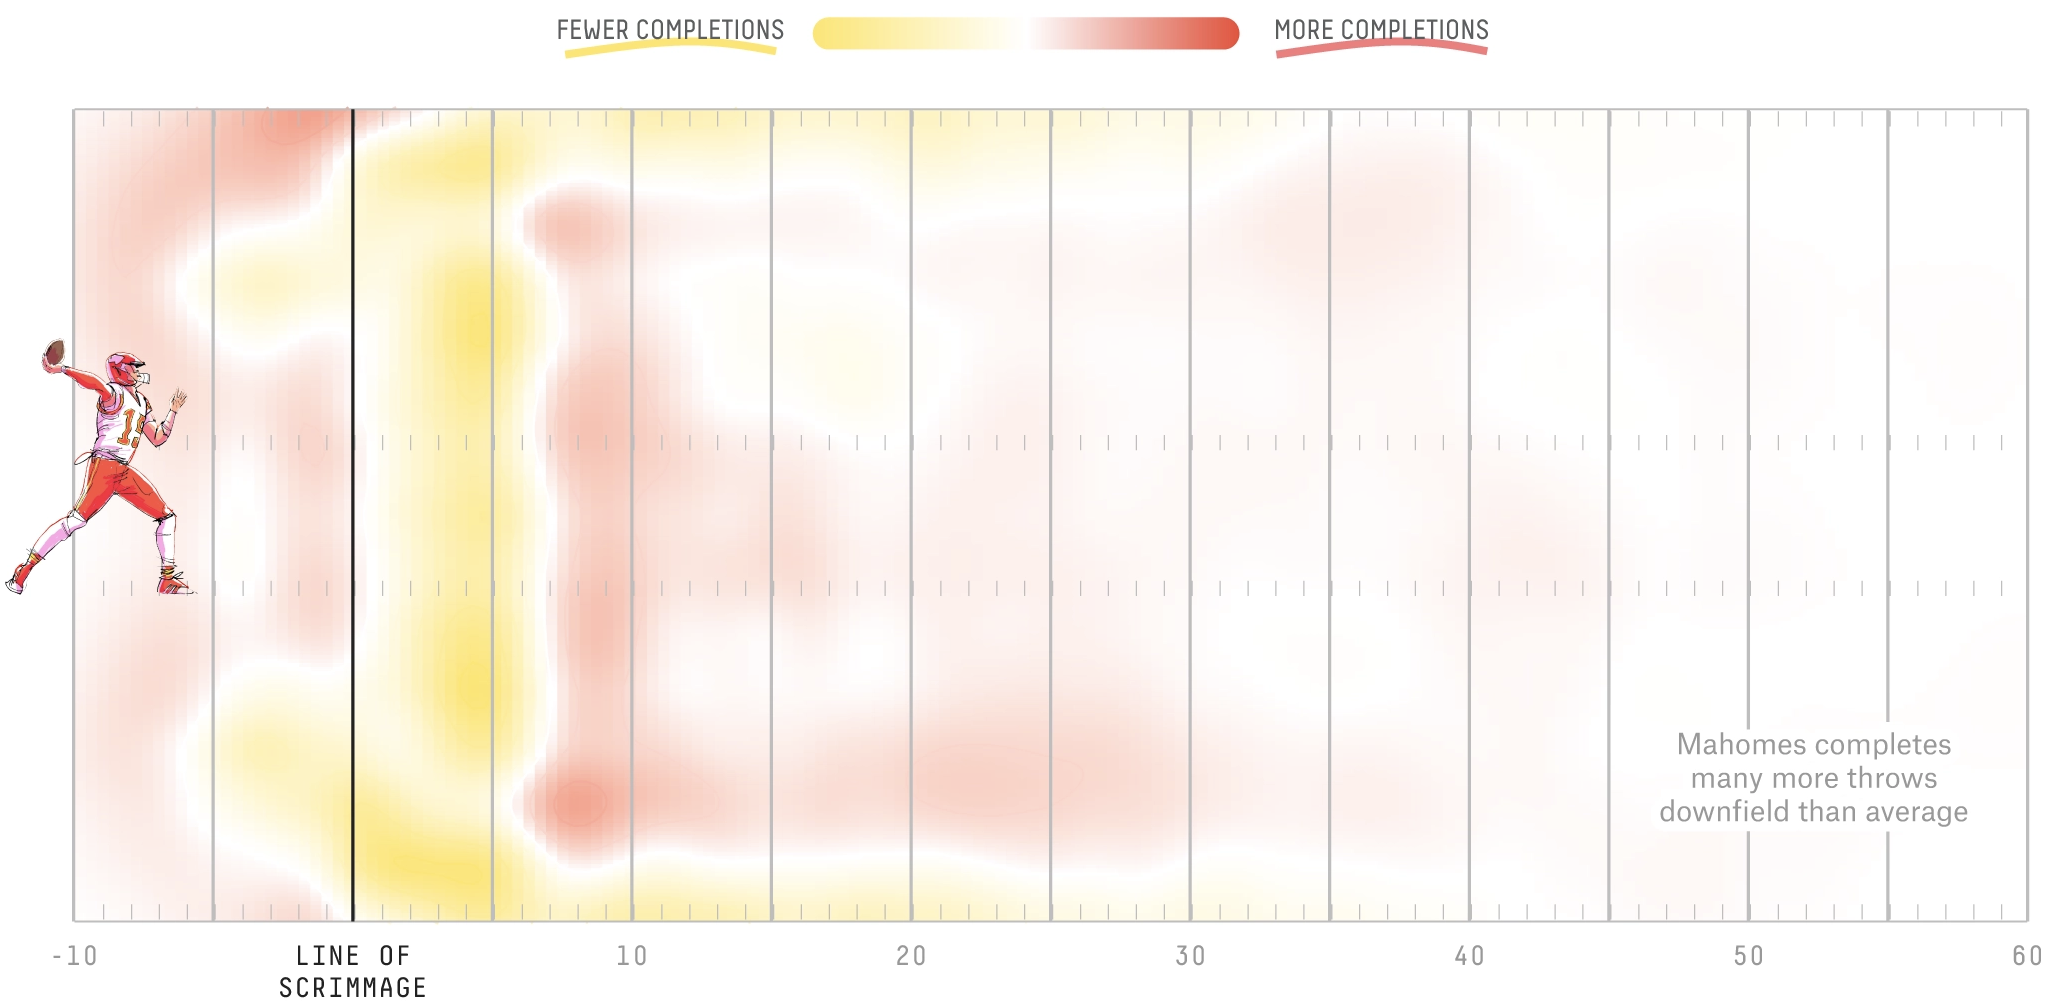 FEWER COMPLETIONS
MORE COMPLETIONS
15
Mahomes completes
many more throws
downfield than average
-10
LINE OF
SCRIMMAGE
10
20
30
40
50
60